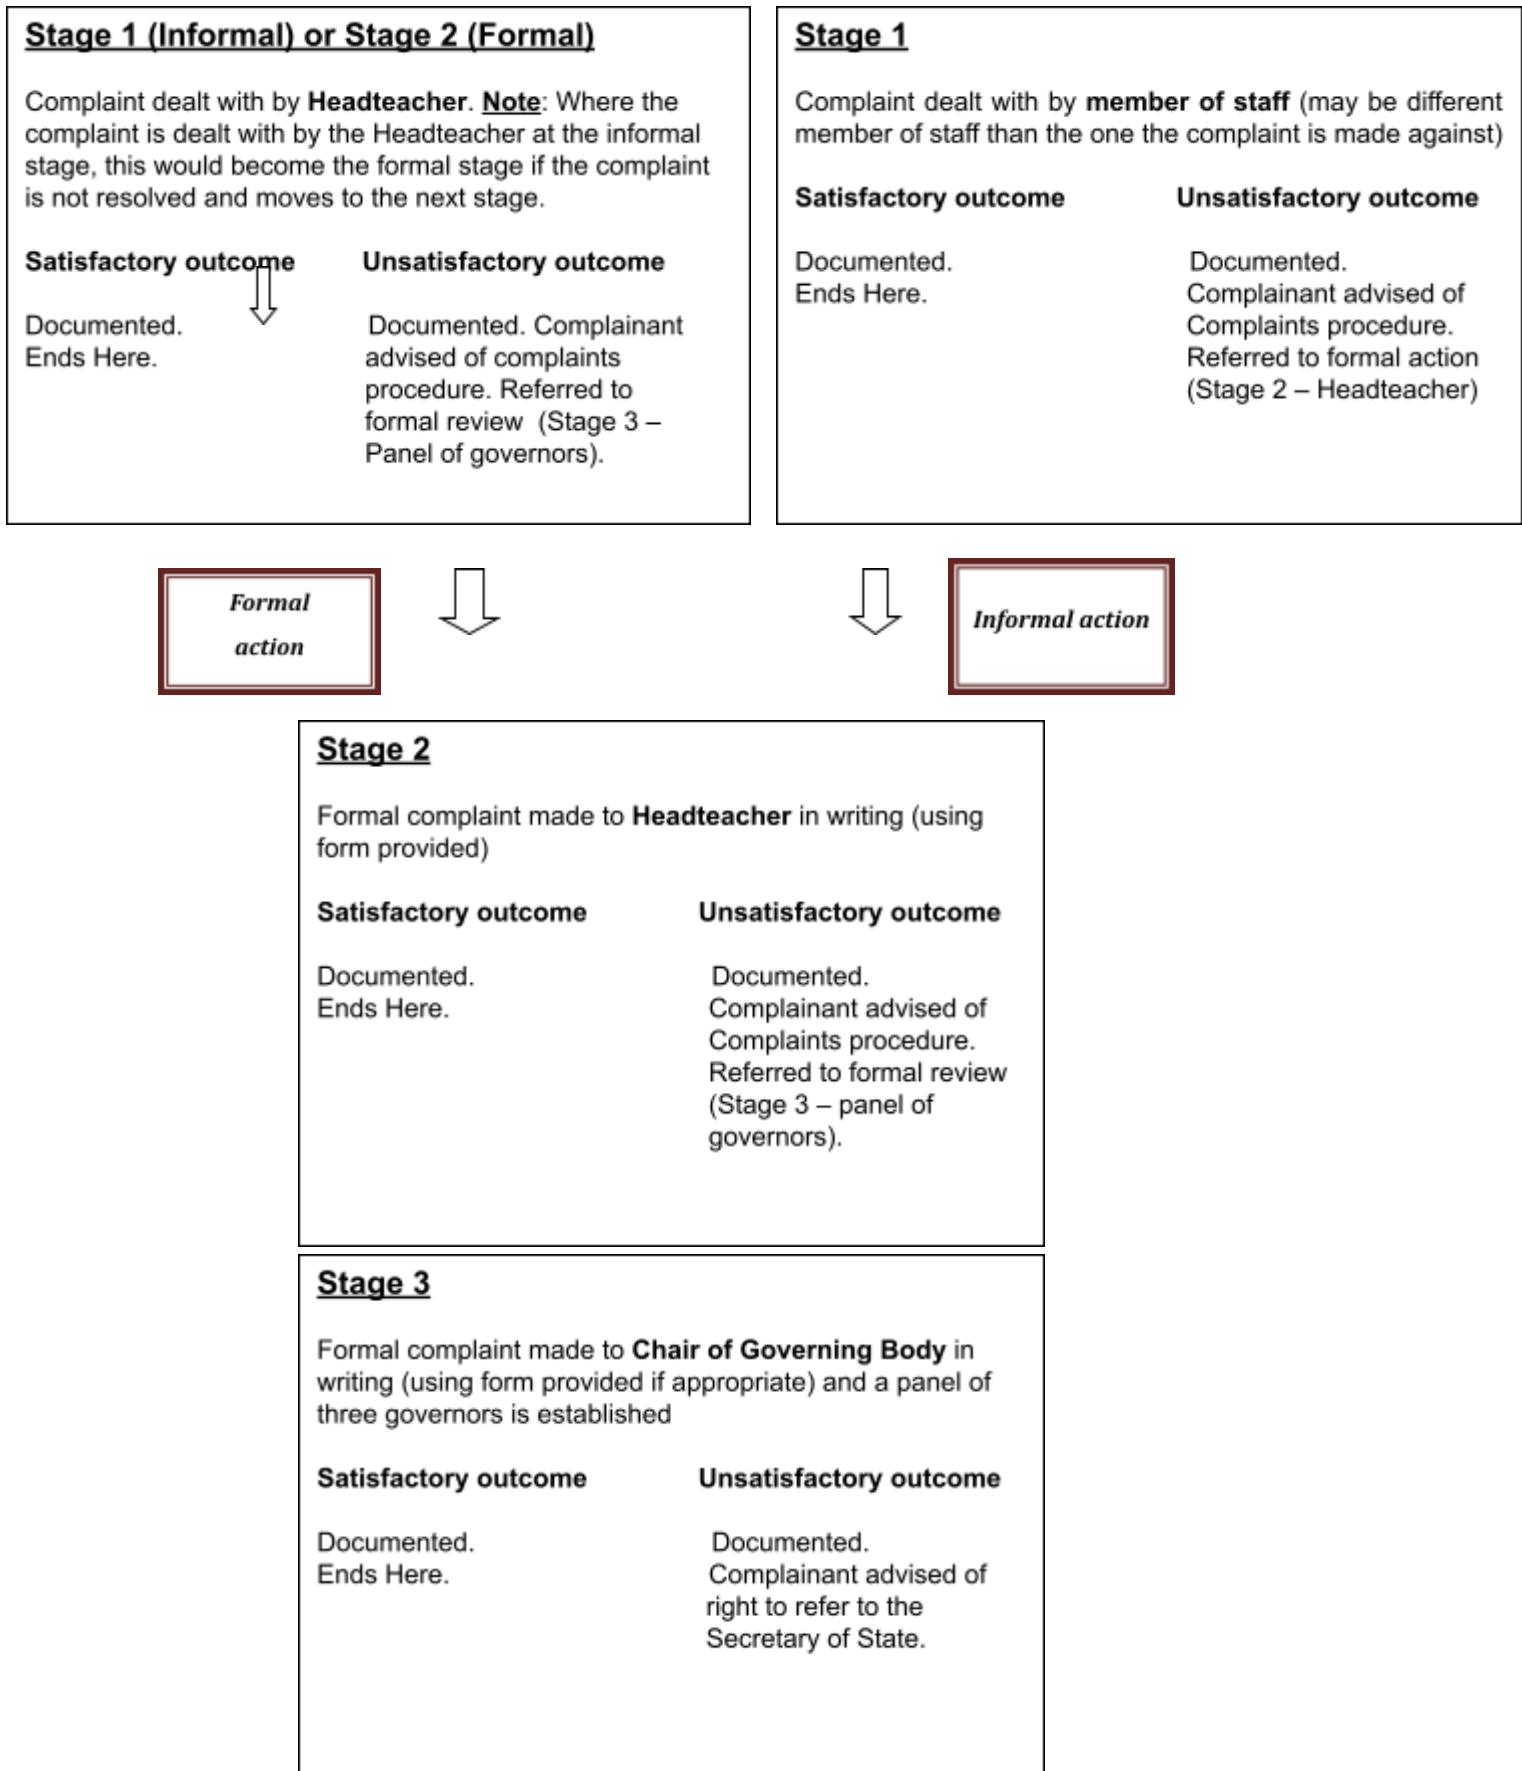 Stage 1 (Informal) or Stage 2 (Formal)
Complaint dealt with by Headteacher. Note: Where the
complaint is dealt with by the Headteacher at the informal
stage, this would become the formal stage if the complaint
is not resolved and moves to the next stage.
Satisfactory outcome
Documented.
Ends Here.
Unsatisfactory outcome
Documented. Complainant
advised of complaints
procedure. Referred to
formal review (Stage 3 –
Panel of governors).
Stage 1
Complaint dealt with by member of staff (may be different
member of staff than the one the complaint is made against)
Satisfactory outcome
Documented.
Ends Here.
Unsatisfactory outcome
Documented.
Complainant advised of
Complaints procedure.
Referred to formal action
(Stage 2 – Headteacher)
Formal
action
Informal action
Stage 2
Formal complaint made to Headteacher in writing (using
form provided)
Satisfactory outcome
Documented.
Ends Here.
Unsatisfactory outcome
Documented.
Complainant advised of
Complaints procedure.
Referred to formal review
(Stage 3 – panel of
governors).
Stage 3
Formal complaint made to Chair of Governing Body in
writing (using form provided if appropriate) and a panel of
three governors is established
Satisfactory outcome
Documented.
Ends Here.
Unsatisfactory outcome
Documented.
Complainant advised of
right to refer to the
Secretary of State.